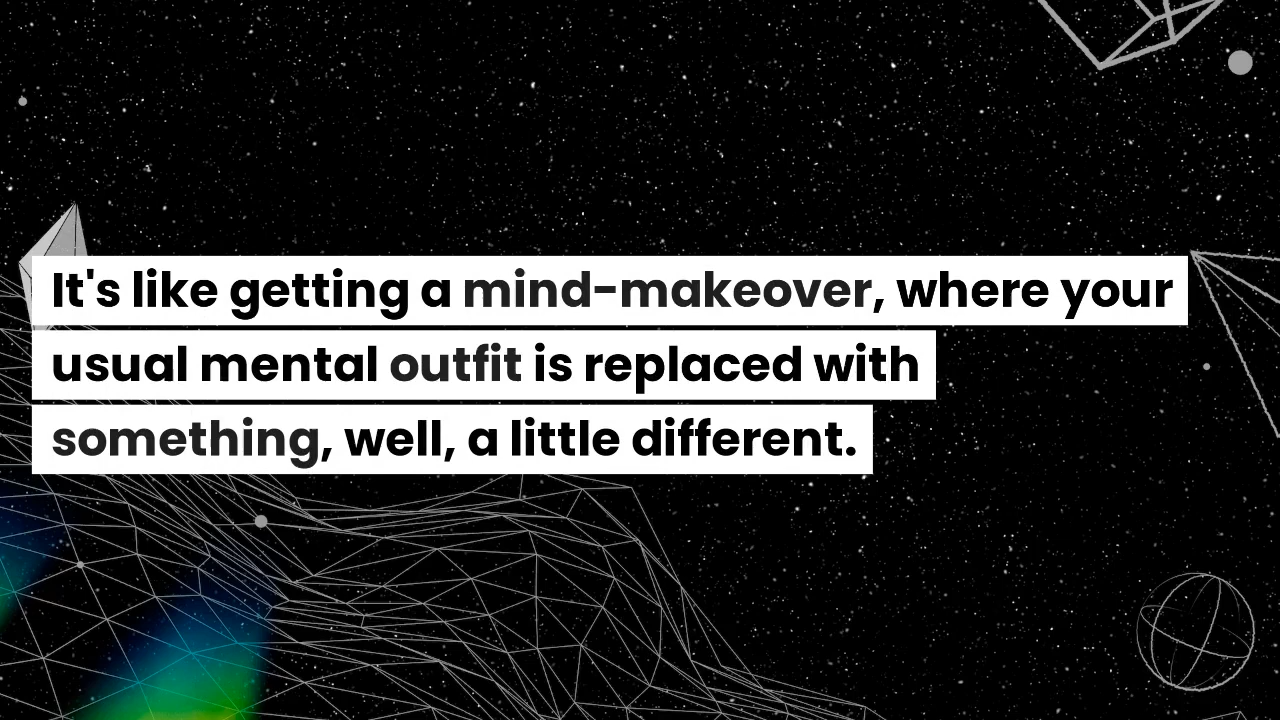 It's like getting a mind-makeover, where your
usual mental outfit is replaced with
something, well, a little different.